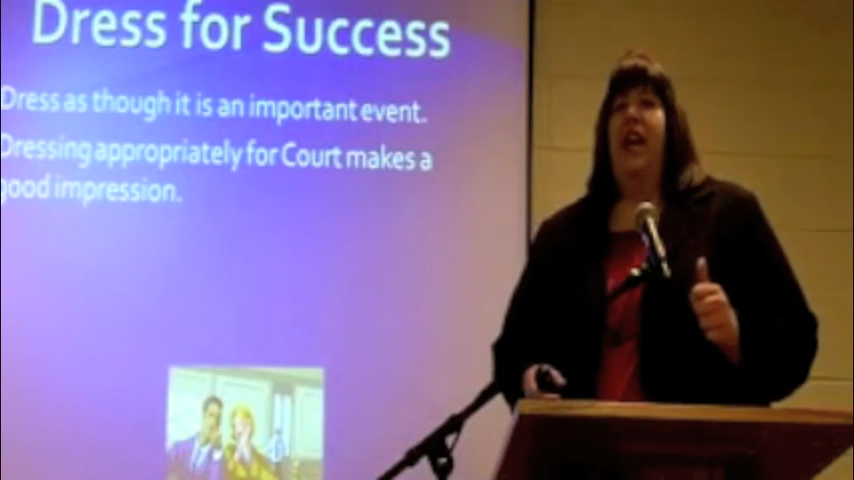 Dress for Success
Dress as though it is an important event.
Dressing appropriately for Court makes a
good impression.